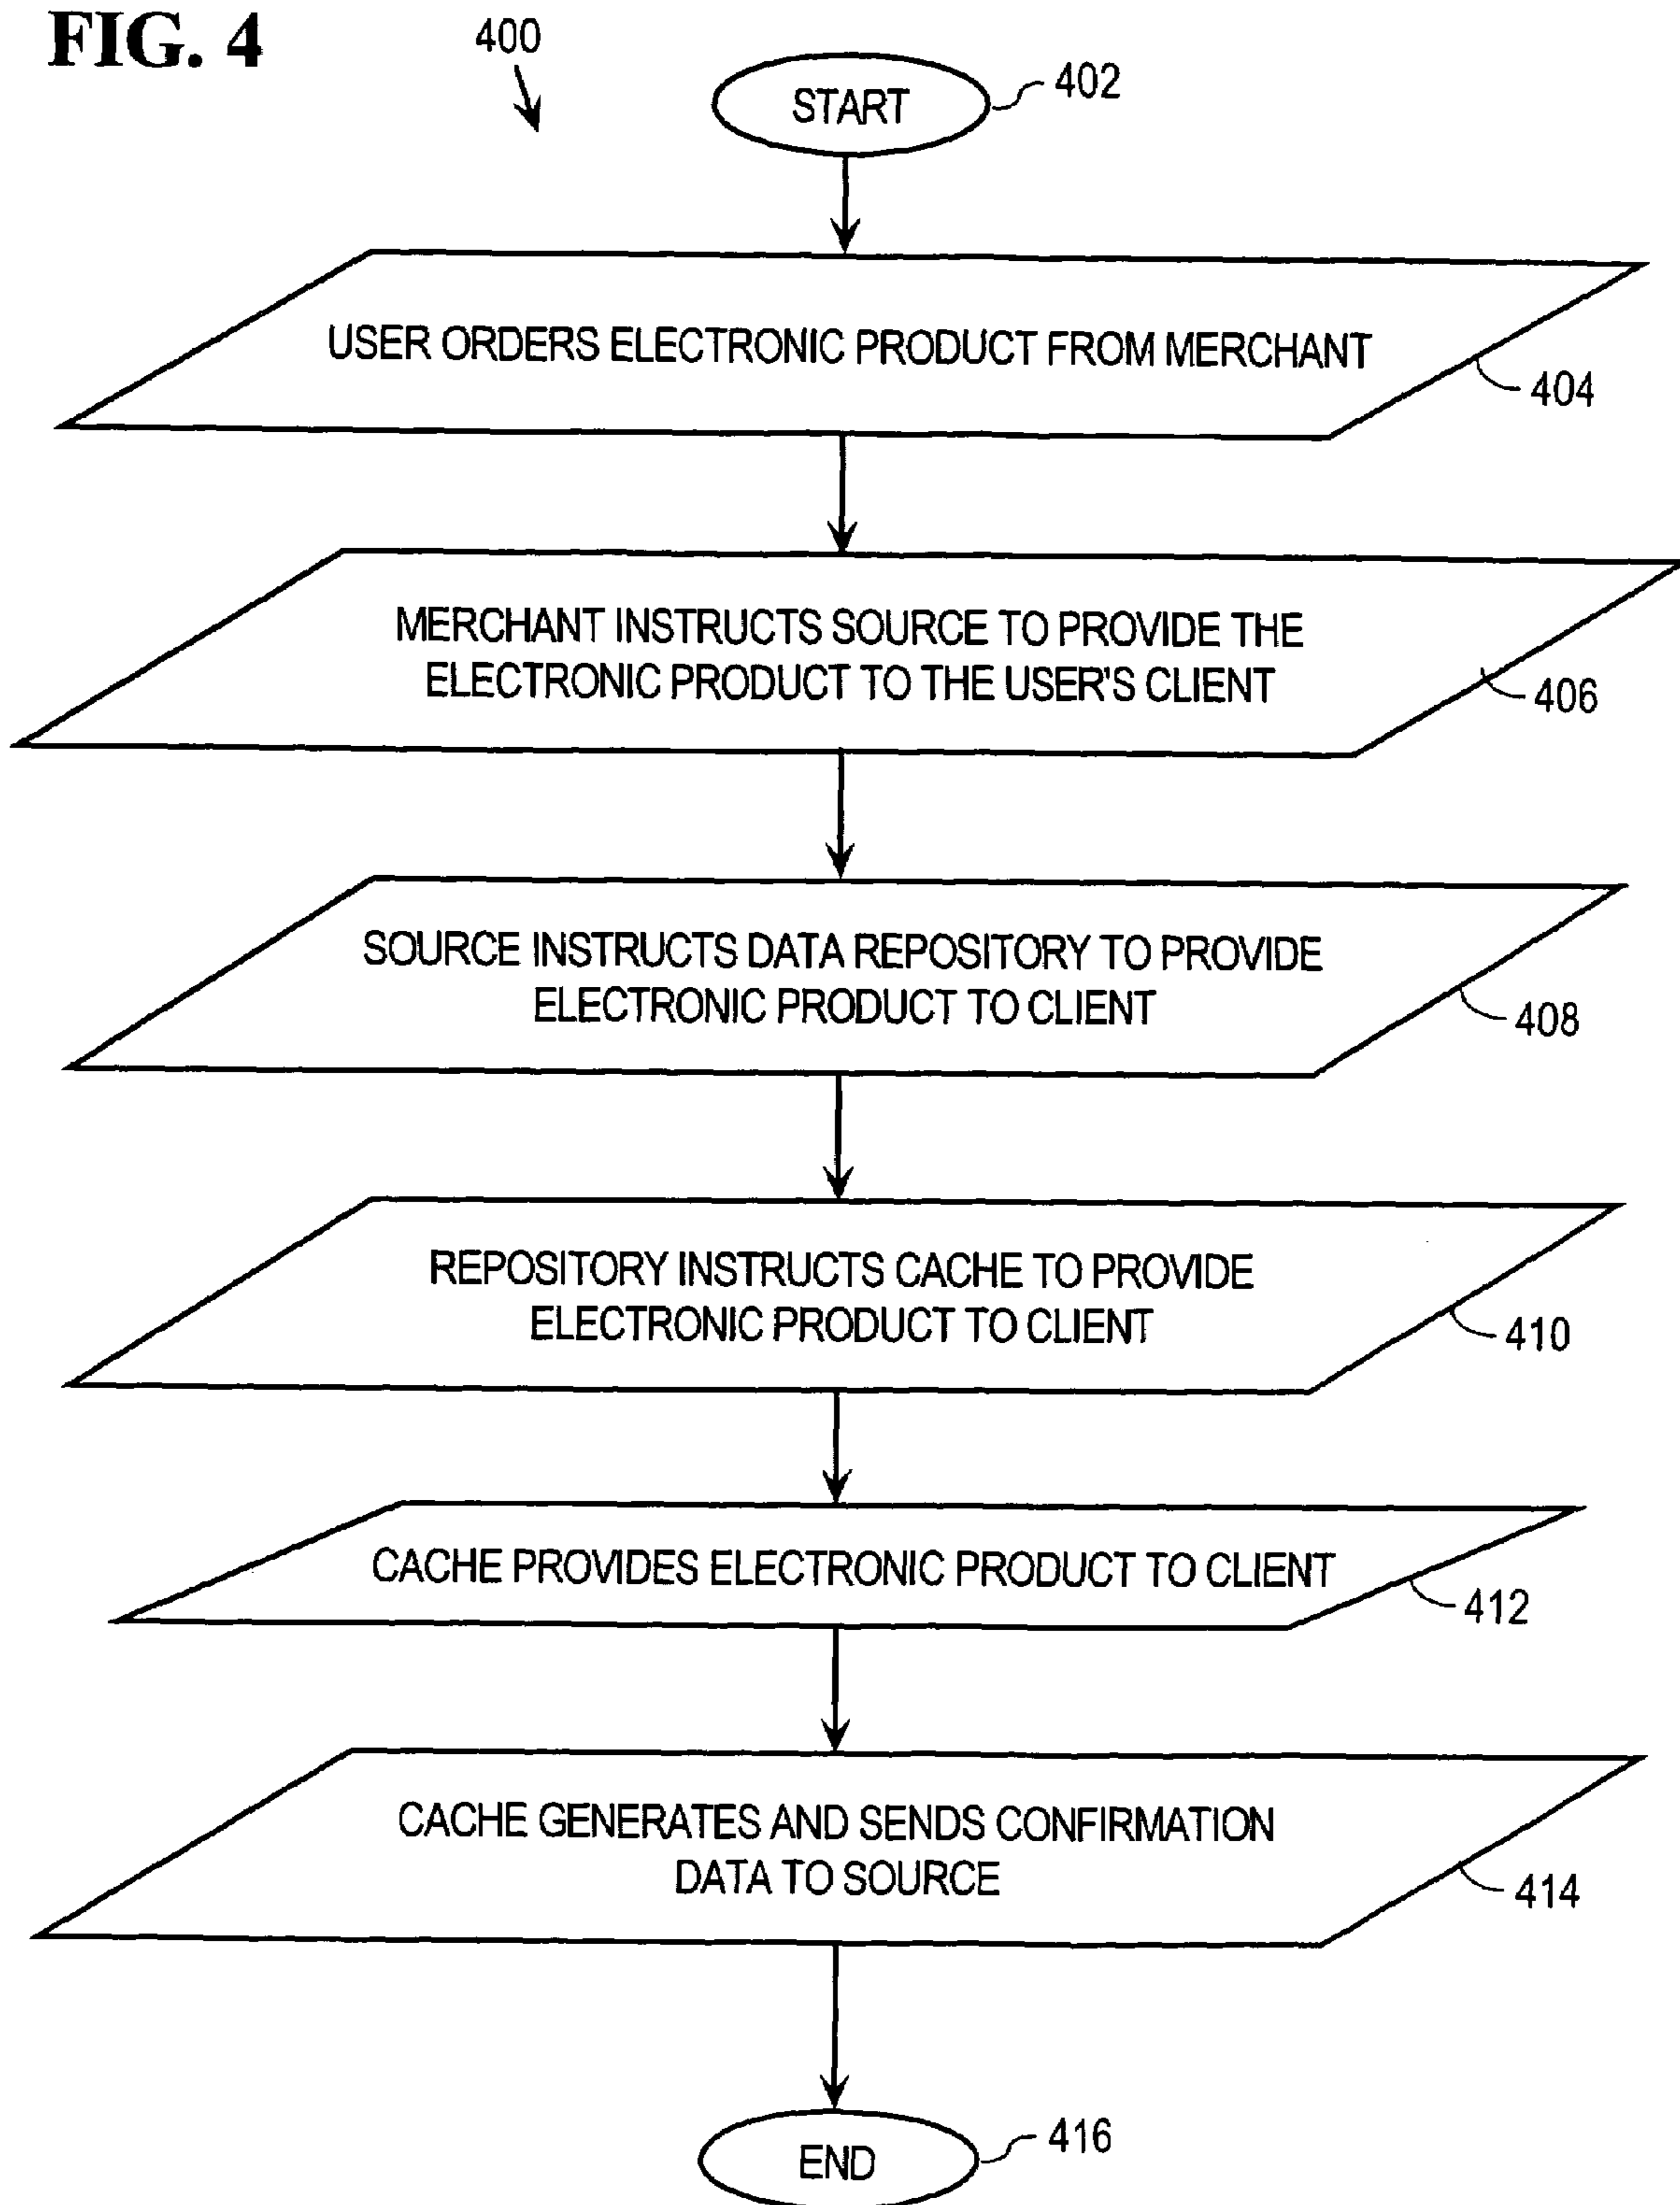 FIG. 4
400
START
402
USER ORDERS ELECTRONIC PRODUCT FROM MERCHANT
404
MERCHANT INSTRUCTS SOURCE TO PROVIDE THE
ELECTRONIC PRODUCT TO THE USER'S CLIENT
406
SOURCE INSTRUCTS DATA REPOSITORY TO PROVIDE
ELECTRONIC PRODUCT TO CLIENT
408
REPOSITORY INSTRUCTS CACHE TO PROVIDE
ELECTRONIC PRODUCT TO CLIENT
410
CACHE PROVIDES ELECTRONIC PRODUCT TO CLIENT
412
CACHE GENERATES AND SENDS CONFIRMATION
DATA TO SOURCE
414
END
416